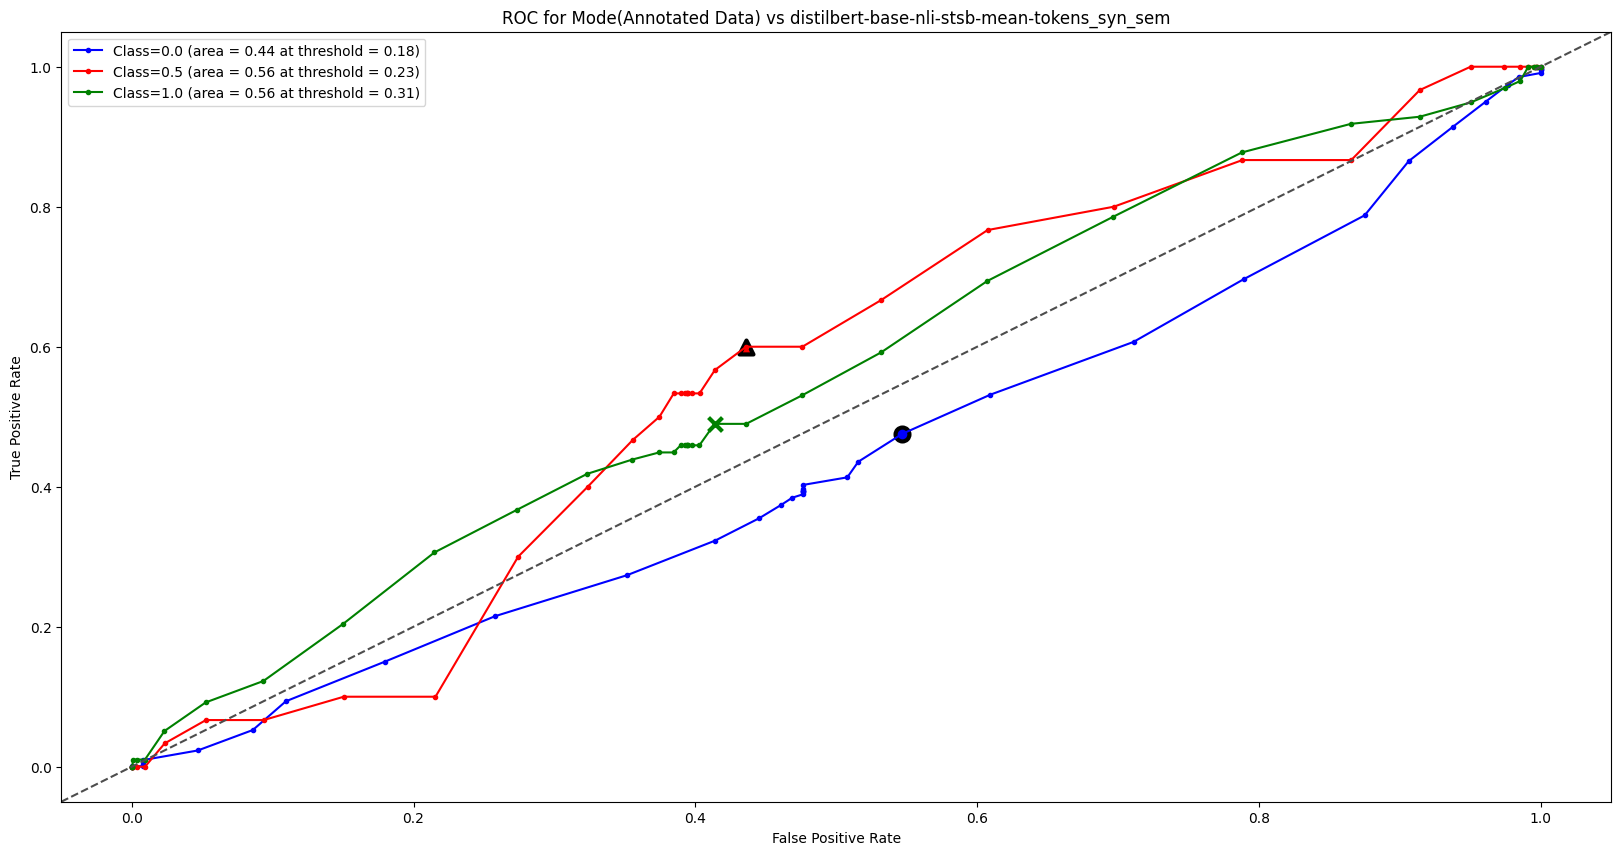 ROC for Mode(Annotated Data) vs distilbert-base-nli-stsb-mean-tokens_syn_sem
Class=0.0 (area = 0.44 at threshold = 0.18)
Class=0.5 (area = 0.56 at threshold = 0.23)
Class=1.0 (area = 0.56 at threshold = 0.31)
True Positive Rate
1.0
0.8
0.6
0.4
0.2
0.0
0.0 0.2 0.4 0.6 0.8 1.0
False Positive Rate